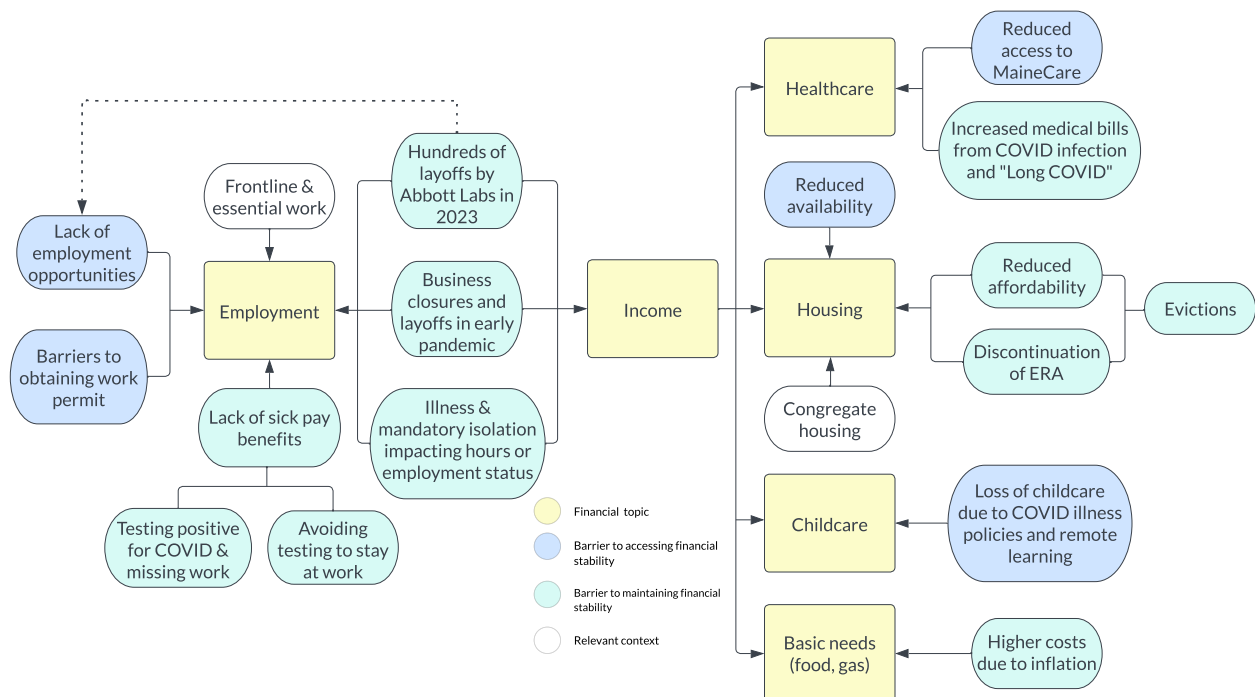 Reduced
access to
MaineCare
Healthcare
Increased medical bills
from COVID infection
and "Long COVID"
Hundreds of
layoffs by
Abbott Labs in
2023
Frontline &
essential work
Reduced
availability
Lack of
employment
opportunities
Employment
Business
closures and
layoffs in early
pandemic
Income
Housing
Reduced
affordability
Evictions
Discontinuation
of ERA
Barriers to
obtaining work
permit
Lack of sick pay
benefits
Illness &
mandatory isolation
impacting hours or
employment status
Congregate
housing
Testing positive
for COVID &
missing work
Avoiding
testing to stay
at work
Childcare
Loss of childcare
due to COVID illness
policies and remote
learning
Financial topic
Barrier to accessing financial
stability
Barrier to maintaining financial
stability
Relevant context
Basic needs
(food, gas)
Higher costs
due to inflation